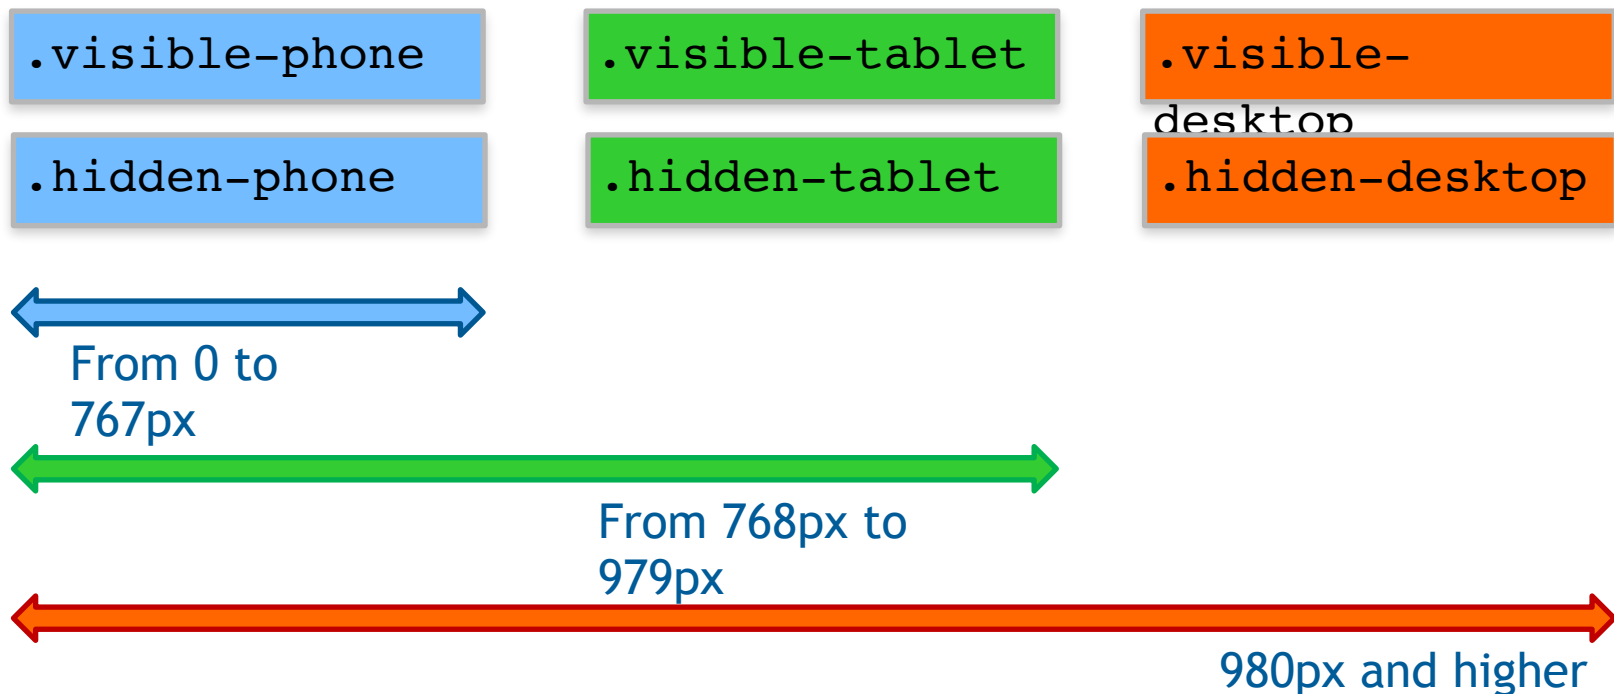 .visible-phone
.visible-tablet
.visible-
desktop
.hidden-phone
.hidden-tablet
.hidden-desktop
From 0 to
767px
From 768px to
979px
980px and higher